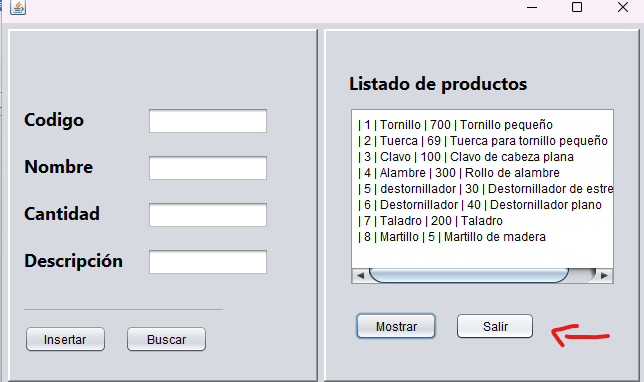 Codigo
Nombre
Cantidad
Descripción
Insertar
Buscar
Listado de productos
| 1 | Tornillo | 700 | Tornillo pequeño
| 2 | Tuerca | 69 | Tuerca para tornillo pequeño
| 3 | Clavo | 100 | Clavo de cabeza plana
| 4 | Alambre | 300 | Rollo de alambre
| 5 | destornillador | 30 | Destornillador de estre
| 6 | Destornillador | 40 | Destornillador plano
| 7 | Taladro | 200 | Taladro
| 8 | Martillo | 5 | Martillo de madera
Mostrar
Salir